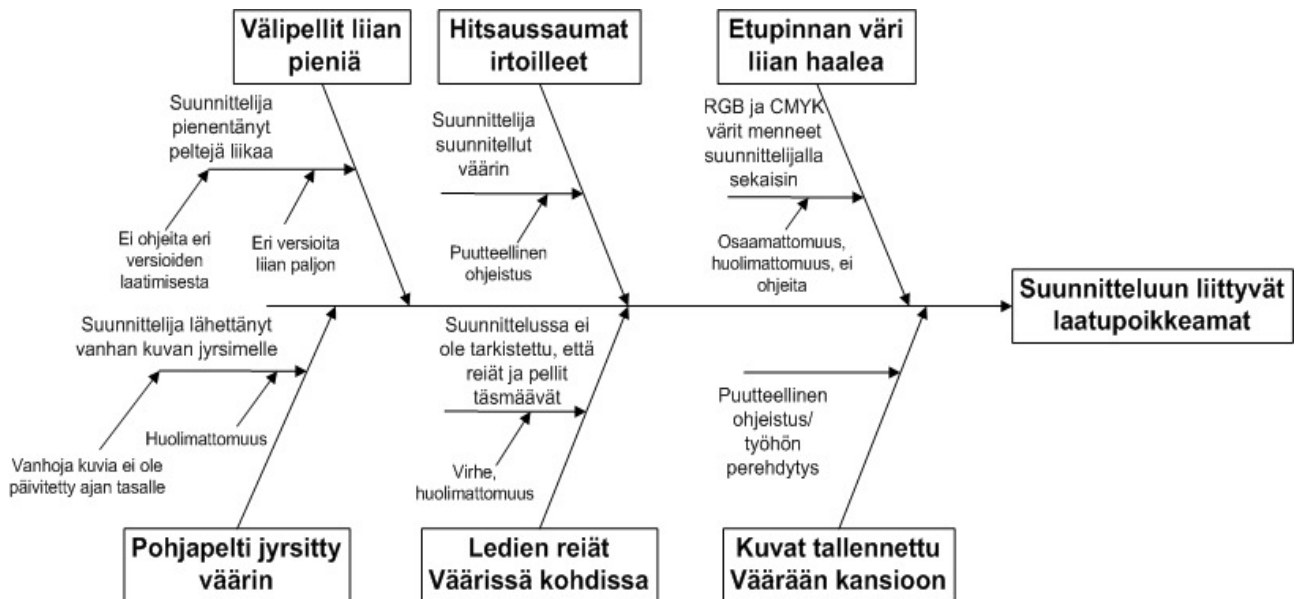 Välipellit liian
pieniä
Hitsaussaumat
irtoilleet
Etupinnan väri
liian haalea
Suunnittelija
pienentänyt
peltejä liikaa
Ei ohjeita eri
versioiden
laatimisesta
Eri versioita
liian paljon
Suunnittelija
suunnitellut
väärin
Puutteellinen
ohjeistus
RGB ja CMYK
värit menneet
suunnittelijalla
sekaisin
Osaamattomuus,
huolimattomuus, ei
ohjeita
Suunnitteluun liittyvät
laatupoikkeamat
Suunnittelija lähettänyt
vanhan kuvan jyrsimelle
Huolimattomuus
Vanhoja kuvia ei ole
päivitetty ajan tasalle
Suunnittelussa ei
ole tarkistettu, että
reiät ja pellit
täsmäävät
Virhe,
huolimattomuus
Puutteellinen
ohjeistus/
työhön
perehdytys
Pohjapelti jyrsitty
väärin
Ledien reiät
Väärissä kohdissa
Kuvat tallennettu
Väärään kansioon